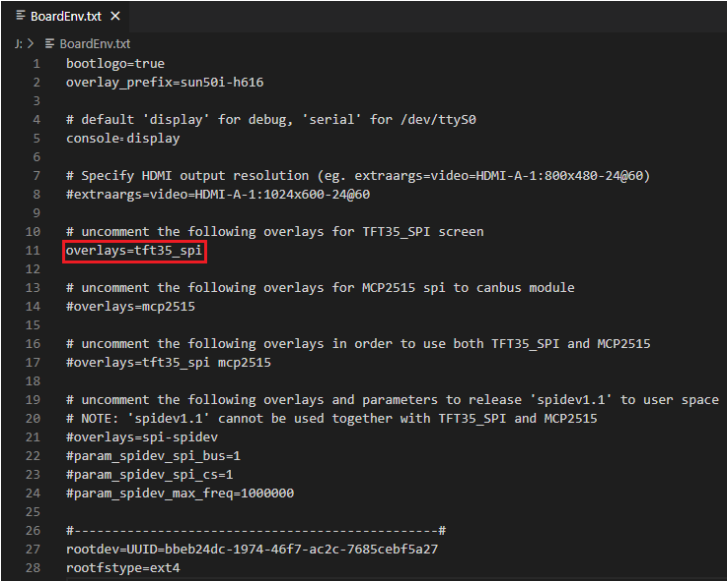 BoardEnv.txt
J: > BoardEnv.txt
1 bootlogo=true
2 overlay_prefix=sun50i-h616
3
4 # default 'display' for debug, 'serial' for /dev/ttyS0
5 console=display
6
7 # Specify HDMI output resolution (eg. extraargs=video=HDMI-A-1:800x480-24@60)
8 #extraargs=video=HDMI-A-1:1024x600-24@60
9
10 # uncomment the following overlays for TFT35_SPI screen
11 overlays=tft35_spi
12
13 # uncomment the following overlays for MCP2515 spi to canbus module
14 #overlays=mcp2515
15
16 # uncomment the following overlays in order to use both TFT35_SPI and MCP2515
17 #overlays=tft35_spi mcp2515
18
19 # uncomment the following overlays and parameters to release 'spidev1.1' to user space
20 # NOTE: 'spidev1.1' cannot be used together with TFT35_SPI and MCP2515
21 #overlays=spi-spidev
22 #param_spidev_spi_bus=1
23 #param_spidev_spi_cs=1
24 #param_spidev_max_freq=1000000
25
26 #------------------------------------------------#
27 rootdev=UUID=bbeb24dc-1974-46f7-ac2c-7685cebf5a27
28 rootfstype=ext4